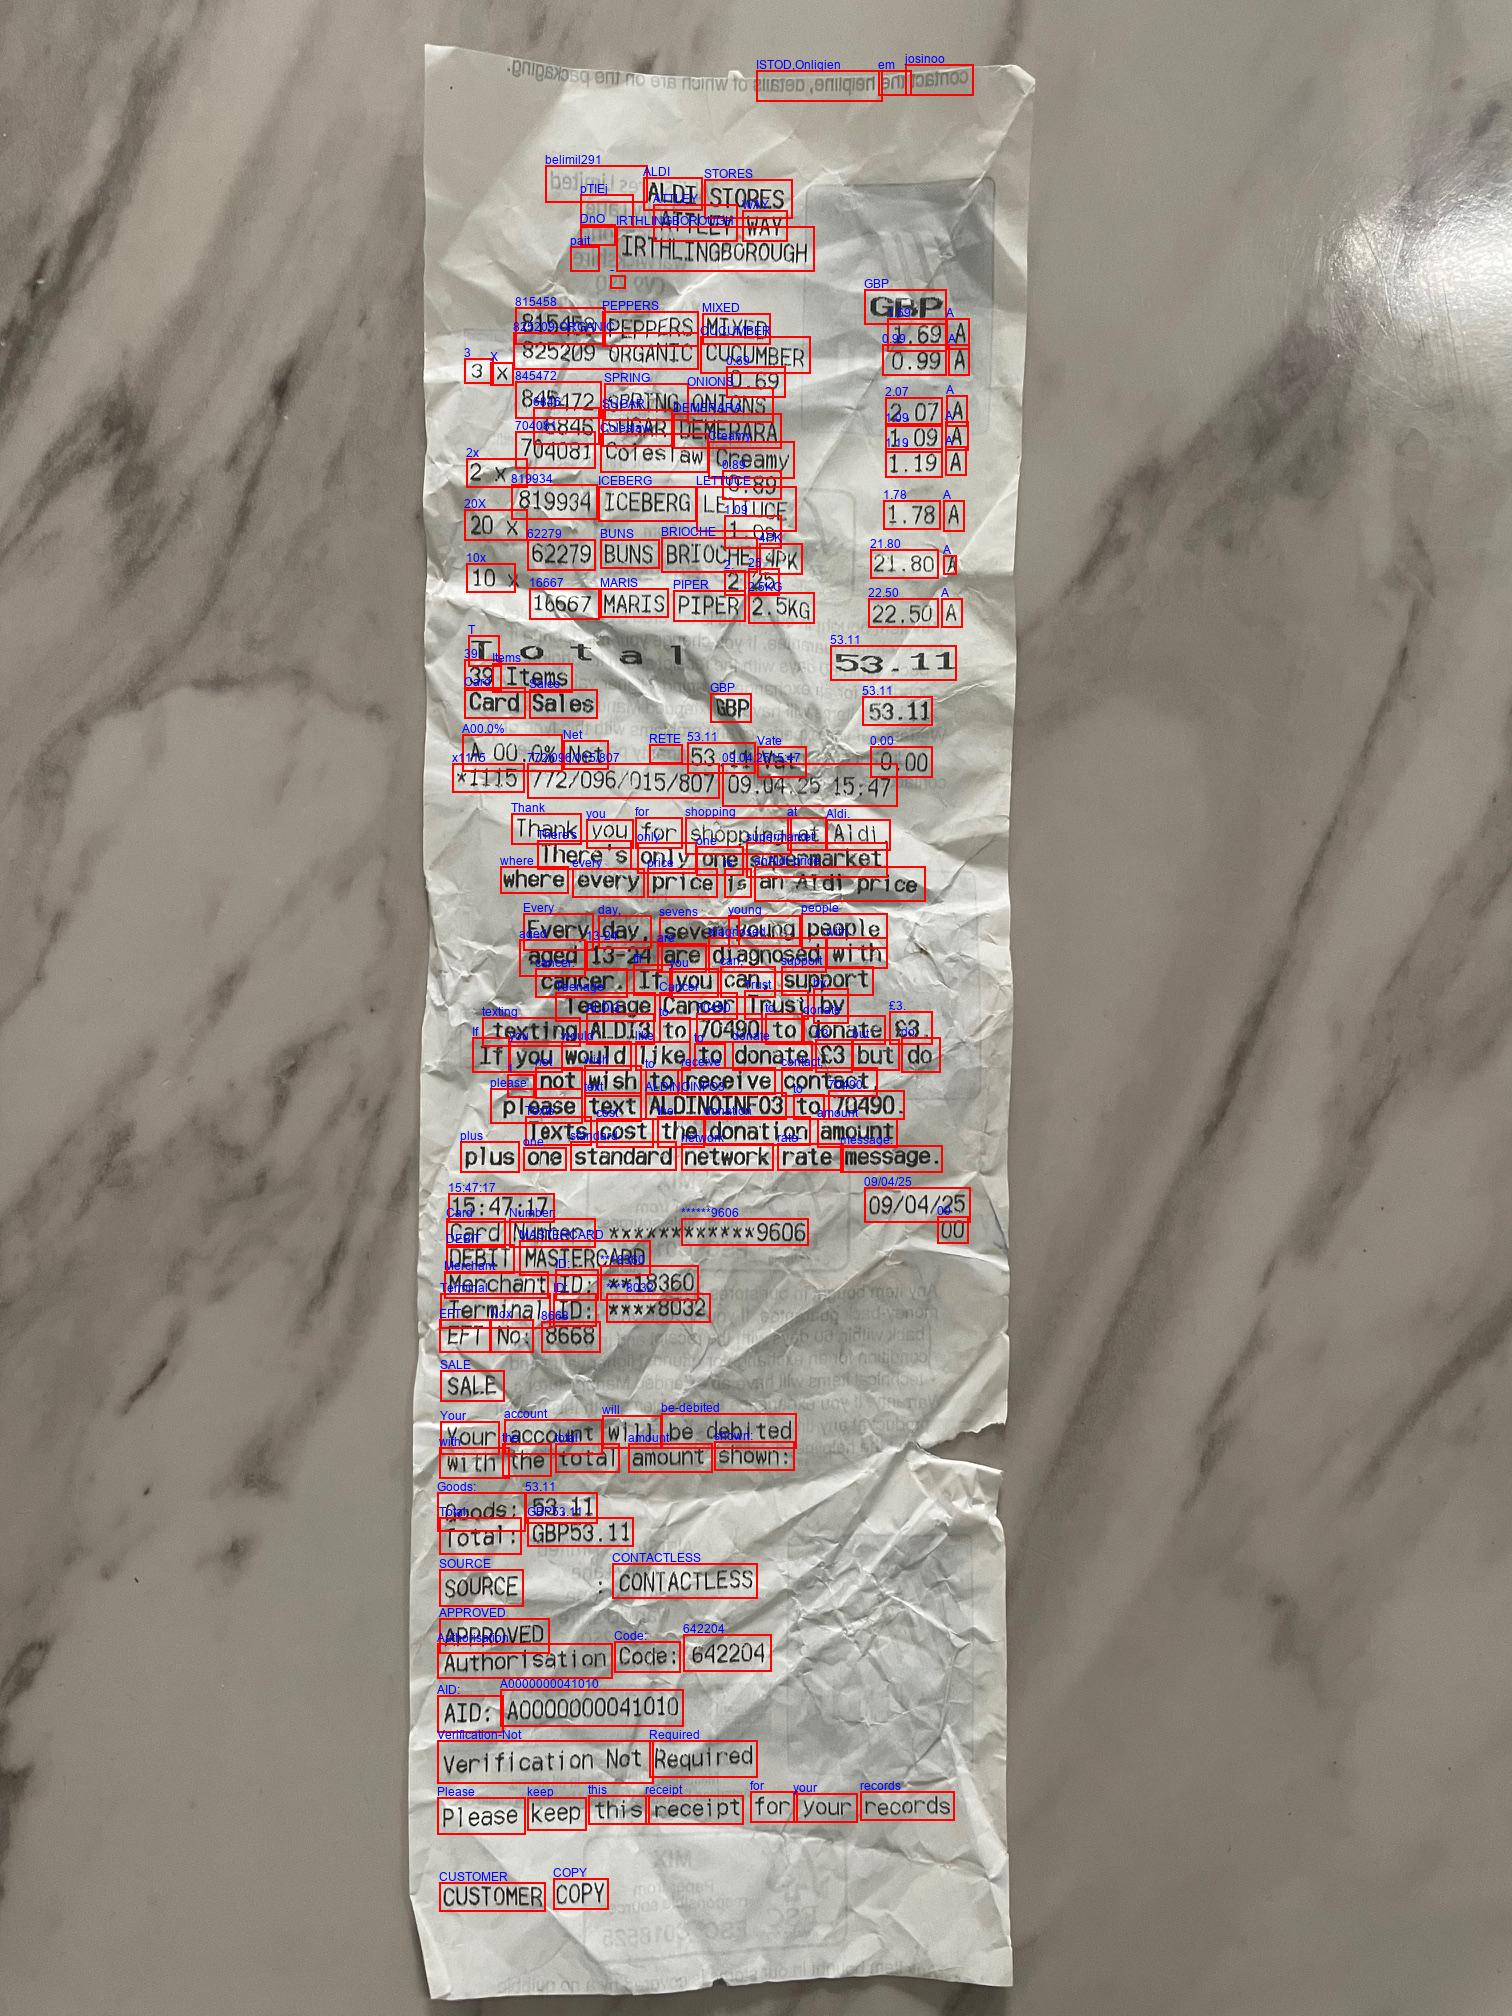 ALDI STORES
ATTLEY WAY
IRTHLINGBOROUGH
GBP
815458 PEPPERS MIXED 1.69 A
825209 ORGANIC CUCUMBER 0.99 A
3 x 0.69
845472 SPRING ONIONS 2.07 A
6846 SUGAR DEMERARA 1.09 A
704081 Coleslaw Creamy 1.19 A
2 x 0.89
819934 ICEBERG LETTUCE 1.78 A
20 x 1.09
62279 BUNS BRIOCHE 4PK 21.80 A
10 x 2.25
16667 MARIS PIPER 2.5KG 22.50 A
Total 53.11
39 Items
Card Sales GBP 53.11
A 00.0% Net 53.11 Vat 0.00
*1115 772/096/015/807 09.04.25 15:47
Thank you for shopping at Aldi.
There's only one supermarket
where every price is an Aldi price
Every day, seven young people
aged 13-24 are diagnosed with
cancer. If you can, support
Teenage Cancer Trust by
texting ALDI3 to 70490 to donate £3.
If you would like to donate £3 but do
not wish to receive contact,
please text ALDINOINFO3 to 70490.
Texts cost the donation amount
plus one standard network rate message.
15:47:17 09/04/25
Card Number: ************9606 00
DEBIT MASTERCARD
Merchant ID: **18360
Terminal ID: ****8032
EFT No: 8668
SALE
Your account will be debited
with the total amount shown:
Goods: 53.11
Total: GBP53.11
SOURCE : CONTACTLESS
APPROVED
Authorisation Code: 642204
AID: A0000000041010
Verification Not Required
Please keep this receipt for your records
CUSTOMER COPY